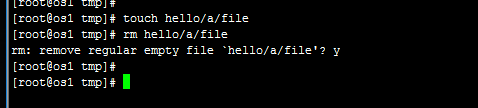 [root@os1 tmp]#
[root@os1 tmp]# touch hello/a/file
[root@os1 tmp]# rm hello/a/file
rm: remove regular empty file `hello/a/file'? y
[root@os1 tmp]#
[root@os1 tmp]#